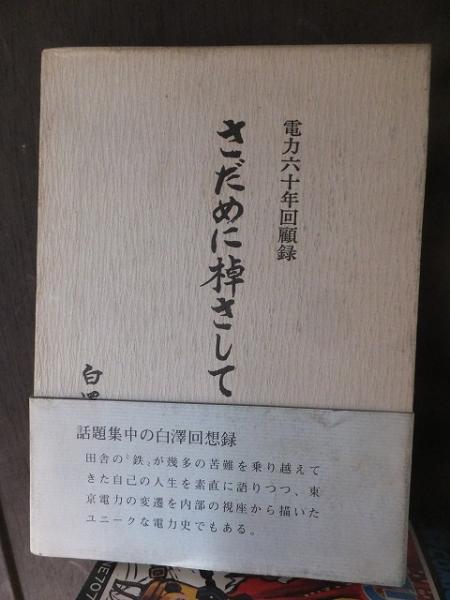 電力六十年回顧録
さだめに棹さして
白澤
話題集中の白澤回想録
田舎の〝鉄〟が幾多の苦難を乗り越えて
きた自己の人生を素直に語りつつ、東
京電力の変遷を内部の視座から描いた
ユニークな電力史でもある。
NE707